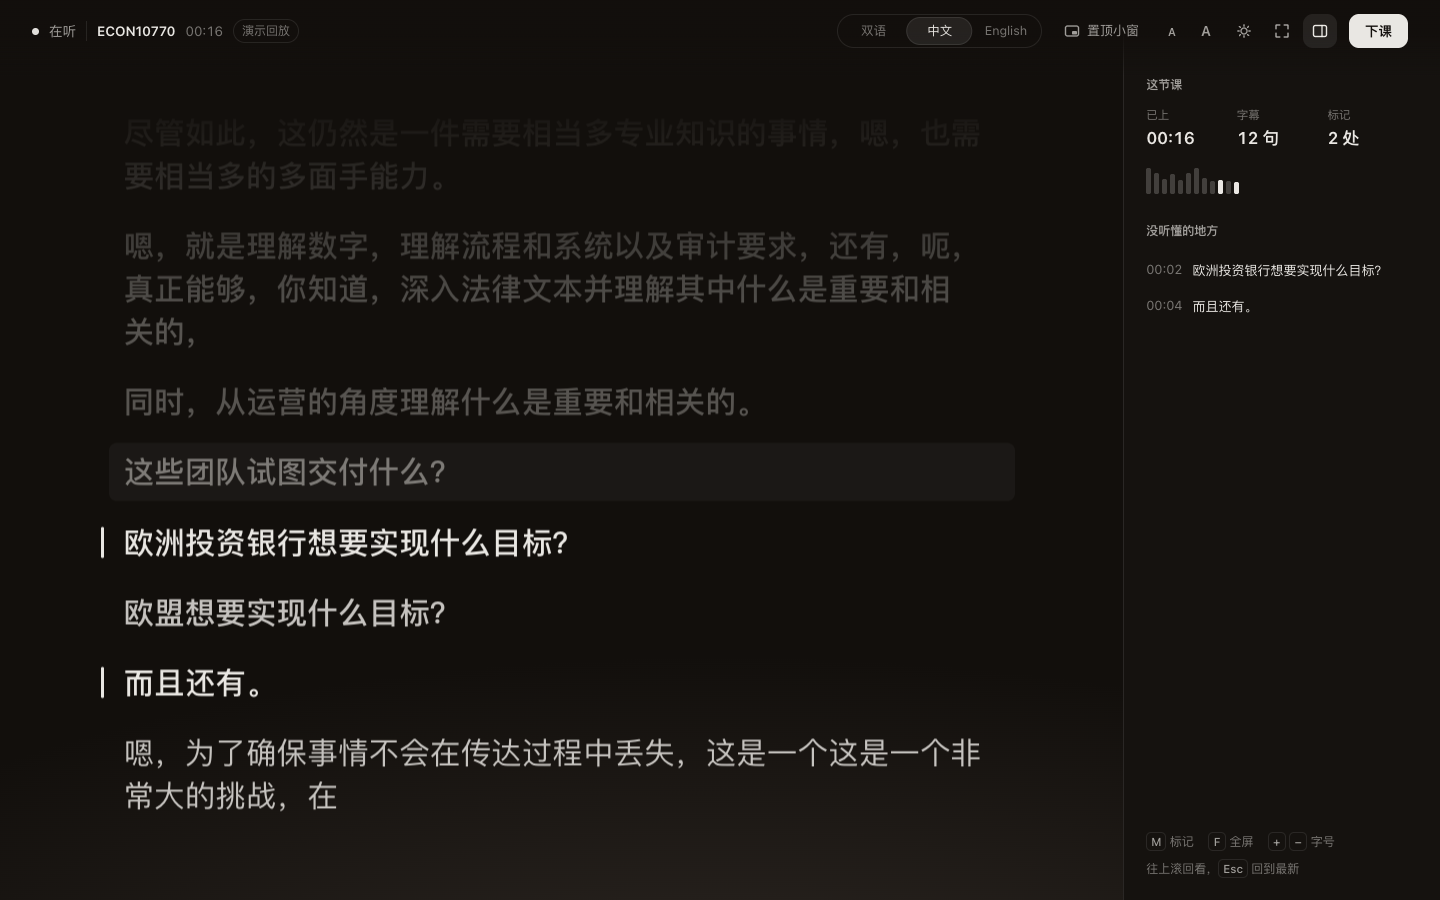 在听 ECON10770 00:16 演示回放 双语 中文 English 置顶小窗 A A 下课
尽管如此，这仍然是一件需要相当多专业知识的事情，嗯，也需
要相当多的多面手能力。
嗯，就是理解数字，理解流程和系统以及审计要求，还有，呃，
真正能够，你知道，深入法律文本并理解其中什么是重要和相
关的，
同时，从运营的角度理解什么是重要和相关的。
这些团队试图交付什么？
欧洲投资银行想要实现什么目标？
欧盟想要实现什么目标？
而且还有。
嗯，为了确保事情不会在传达过程中丢失，这是一个这是一个非
常大的挑战，在
这节课
已上 字幕 标记
00:16 12 句 2 处
没听懂的地方
00:02 欧洲投资银行想要实现什么目标？
00:04 而且还有。
M 标记 F 全屏 + − 字号
往上滚回看，Esc 回到最新